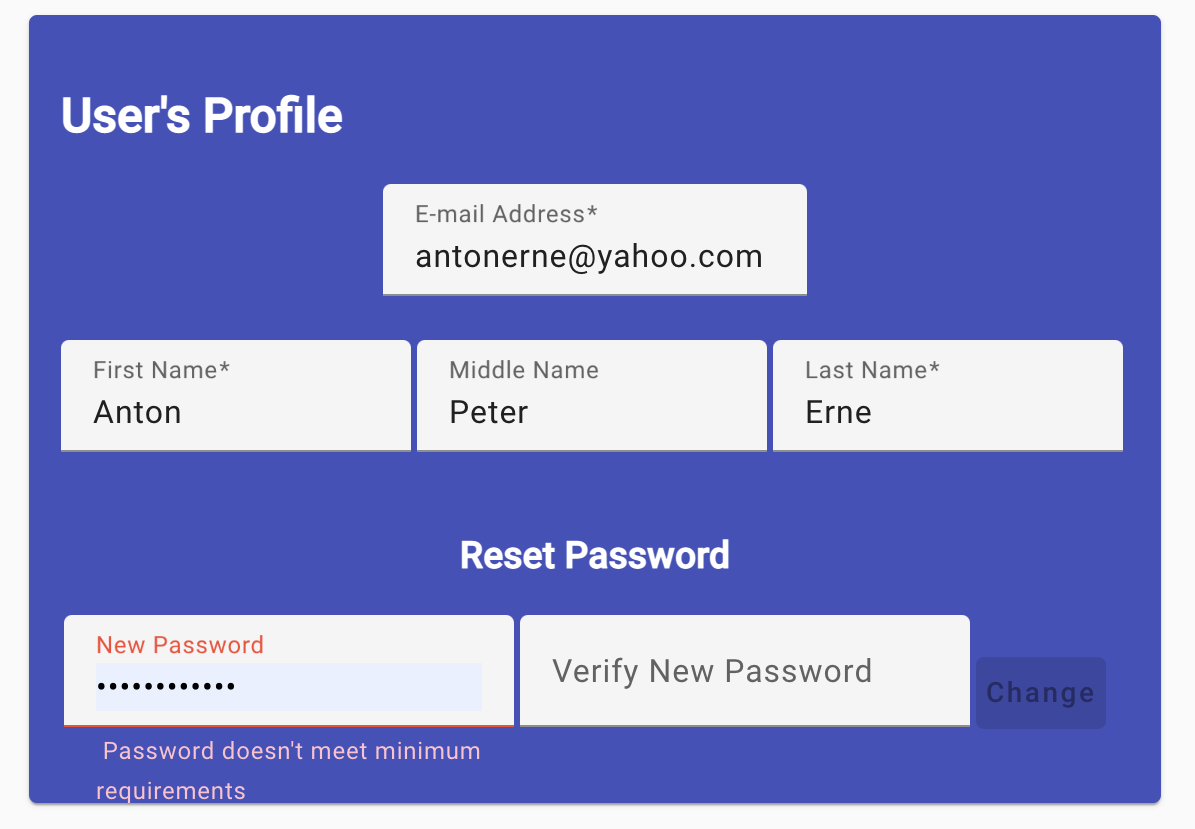 User's Profile
E-mail Address*
antonerne@yahoo.com
First Name*
Middle Name
Last Name*
Anton
Peter
Erne
Reset Password
New Password
••••••••••••
Verify New Password
Change
Password doesn't meet minimum
requirements